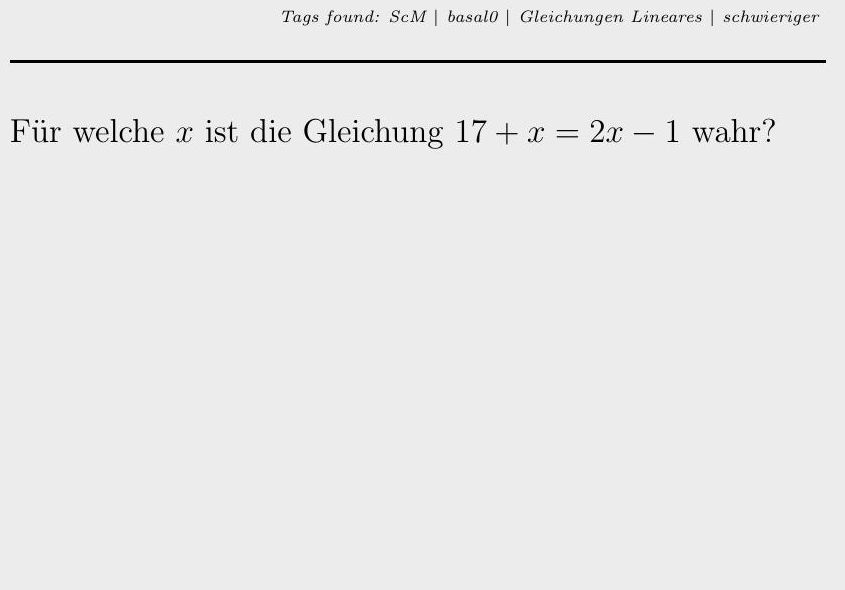 Tags found: ScM | basal0 | Gleichungen Lineares | schwieriger
Für welche x ist die Gleichung 17 + x = 2x − 1 wahr?